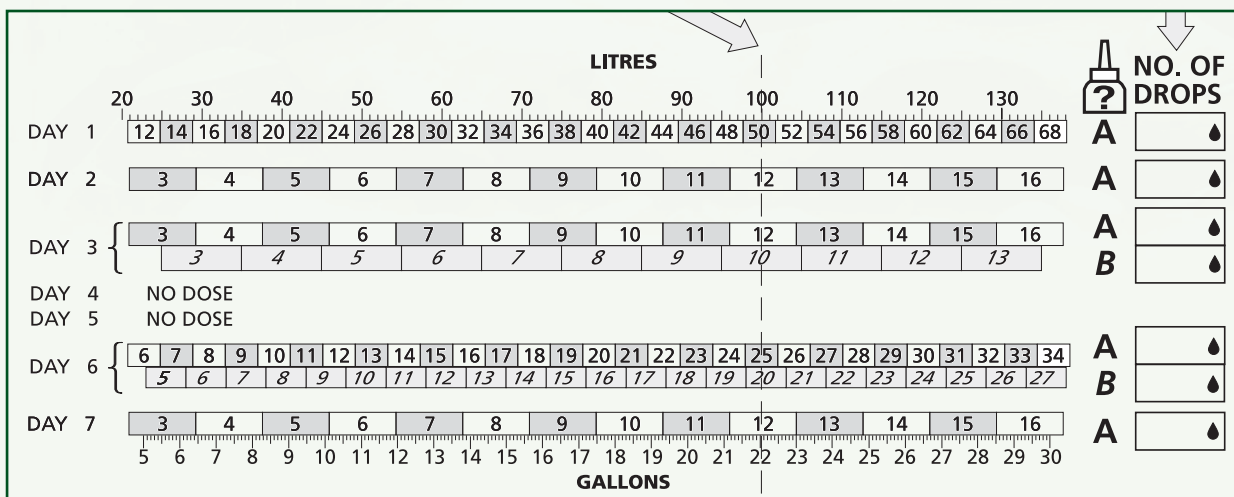 LITRES
NO. OF
DROPS
?
20 30 40 50 60 70 80 90 100 110 120 130
DAY 1 12 14 16 18 20 22 24 26 28 30 32 34 36 38 40 42 44 46 48 50 52 54 56 58 60 62 64 66 68 A
DAY 2 3 4 5 6 7 8 9 10 11 12 13 14 15 16 A
3 4 5 6 7 8 9 10 11 12 13 14 15 16 A
DAY 3
3 4 5 6 7 8 9 10 11 12 13 B
DAY 4 NO DOSE
DAY 5 NO DOSE
6 7 8 9 10 11 12 13 14 15 16 17 18 19 20 21 22 23 24 25 26 27 28 29 30 31 32 33 34 A
DAY 6
5 6 7 8 9 10 11 12 13 14 15 16 17 18 19 20 21 22 23 24 25 26 27 B
DAY 7 3 4 5 6 7 8 9 10 11 12 13 14 15 16 A
5 6 7 8 9 10 11 12 13 14 15 16 17 18 19 20 21 22 23 24 25 26 27 28 29 30
GALLONS